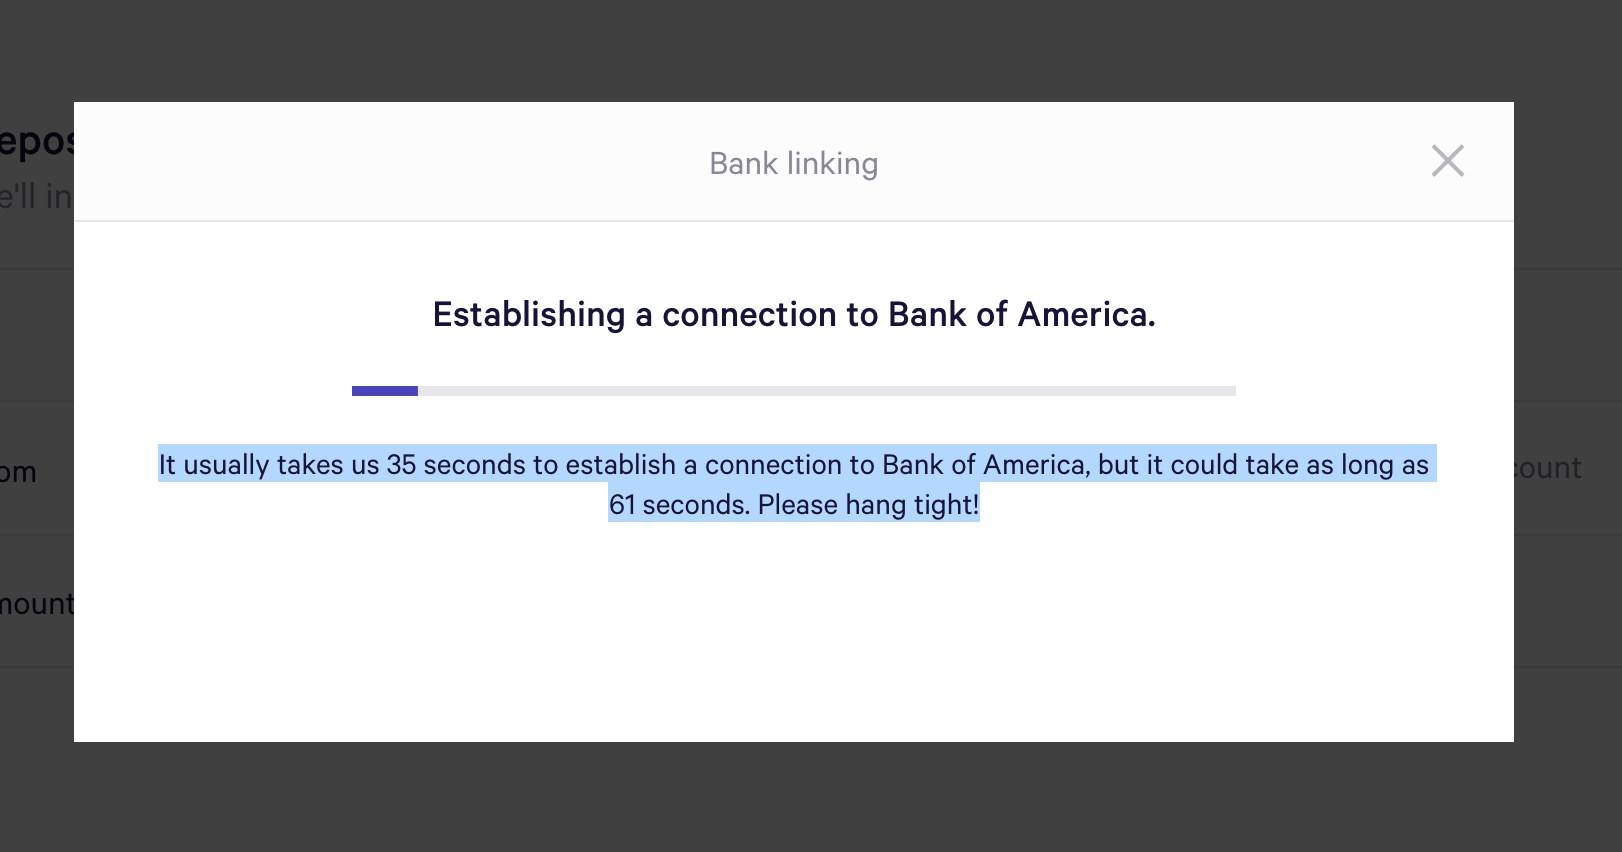 epos
Bank linking
e'll in
Establishing a connection to Bank of America.
It usually takes us 35 seconds to establish a connection to Bank of America, but it could take as long as
61 seconds. Please hang tight!
om
count
mount